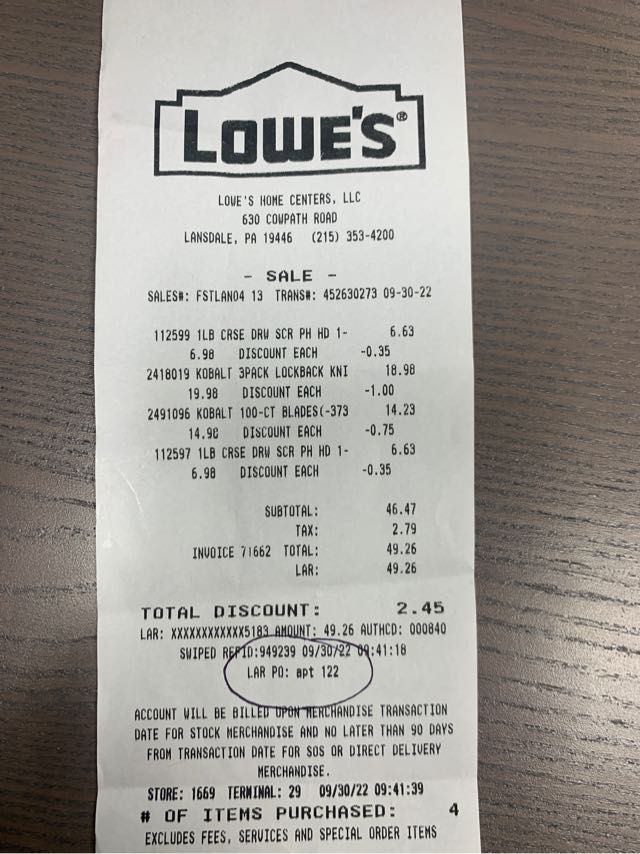 LOWE'S®
LOWE'S HOME CENTERS, LLC
630 COWPATH ROAD
LANSDALE, PA 19446 (215) 353-4200
- SALE -
SALES#: FSTLAN04 13 TRANS#: 452630273 09-30-22
112599 1LB CRSE DRW SCR PH HD 1- 6.63
6.98 DISCOUNT EACH -0.35
2418019 KOBALT 3PACK LOCKBACK KNI 18.98
19.98 DISCOUNT EACH -1.00
2491096 KOBALT 100-CT BLADES(-373 14.23
14.98 DISCOUNT EACH -0.75
112597 1LB CRSE DRW SCR PH HD 1- 6.63
6.98 DISCOUNT EACH -0.35
SUBTOTAL: 46.47
TAX: 2.79
INVOICE 71662 TOTAL: 49.26
LAR: 49.26
TOTAL DISCOUNT: 2.45
LAR: XXXXXXXXXXXX5183 AMOUNT: 49.26 AUTHCD: 000840
SWIPED REFID:949239 09/30/22 09:41:18
LAR PO: apt 122
ACCOUNT WILL BE BILLED UPON MERCHANDISE TRANSACTION
DATE FOR STOCK MERCHANDISE AND NO LATER THAN 90 DAYS
FROM TRANSACTION DATE FOR SOS OR DIRECT DELIVERY
MERCHANDISE.
STORE: 1669 TERMINAL: 29 09/30/22 09:41:39
# OF ITEMS PURCHASED: 4
EXCLUDES FEES, SERVICES AND SPECIAL ORDER ITEMS